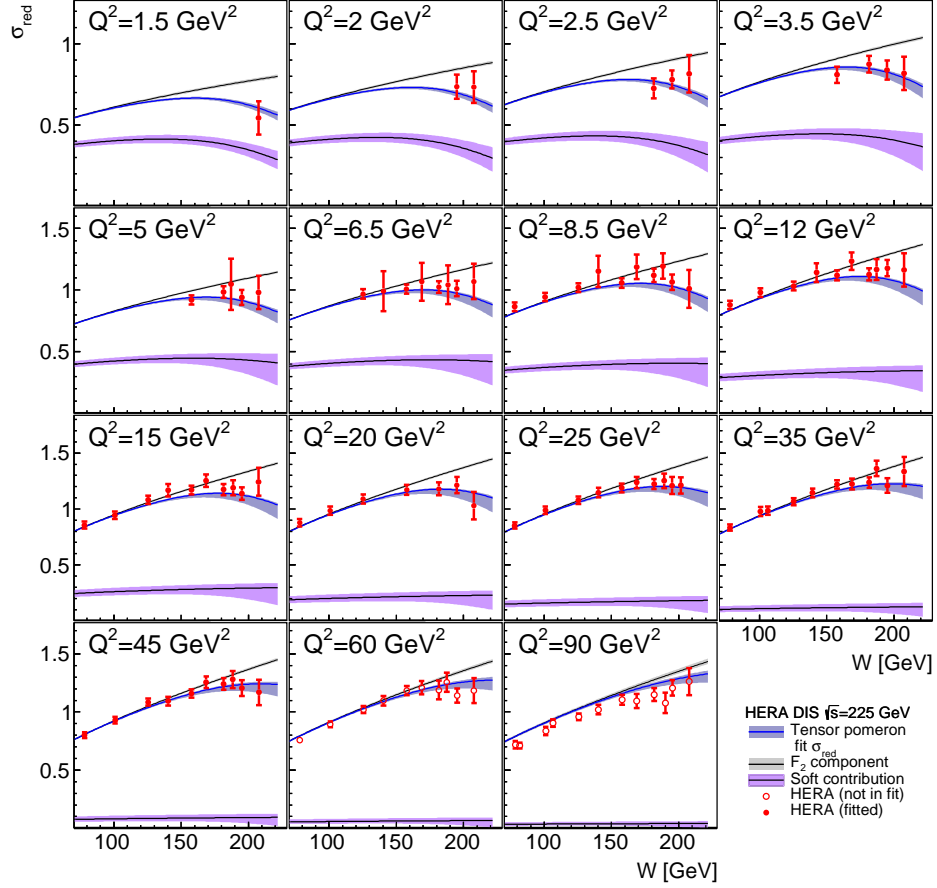 σred
Q²=1.5 GeV² Q²=2 GeV² Q²=2.5 GeV² Q²=3.5 GeV²
1
0.5
Q²=5 GeV² Q²=6.5 GeV² Q²=8.5 GeV² Q²=12 GeV²
1.5
1
0.5
Q²=15 GeV² Q²=20 GeV² Q²=25 GeV² Q²=35 GeV²
1.5
1
0.5
100 150 200
W [GeV]
Q²=45 GeV² Q²=60 GeV² Q²=90 GeV²
1.5
1
0.5
HERA DIS √s=225 GeV
Tensor pomeron
fit σred
F₂ component
Soft contribution
HERA (not in fit)
HERA (fitted)
100 150 200 100 150 200 100 150 200
W [GeV]